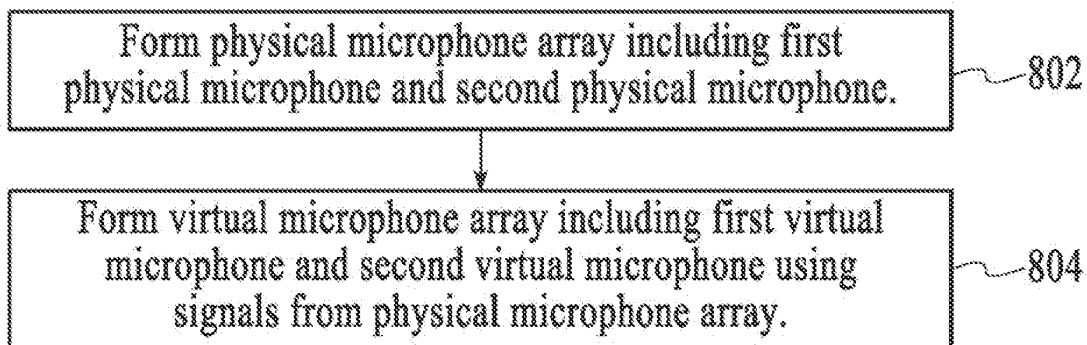 Form physical microphone array including first
physical microphone and second physical microphone.
802
Form virtual microphone array including first virtual
microphone and second virtual microphone using
signals from physical microphone array.
804